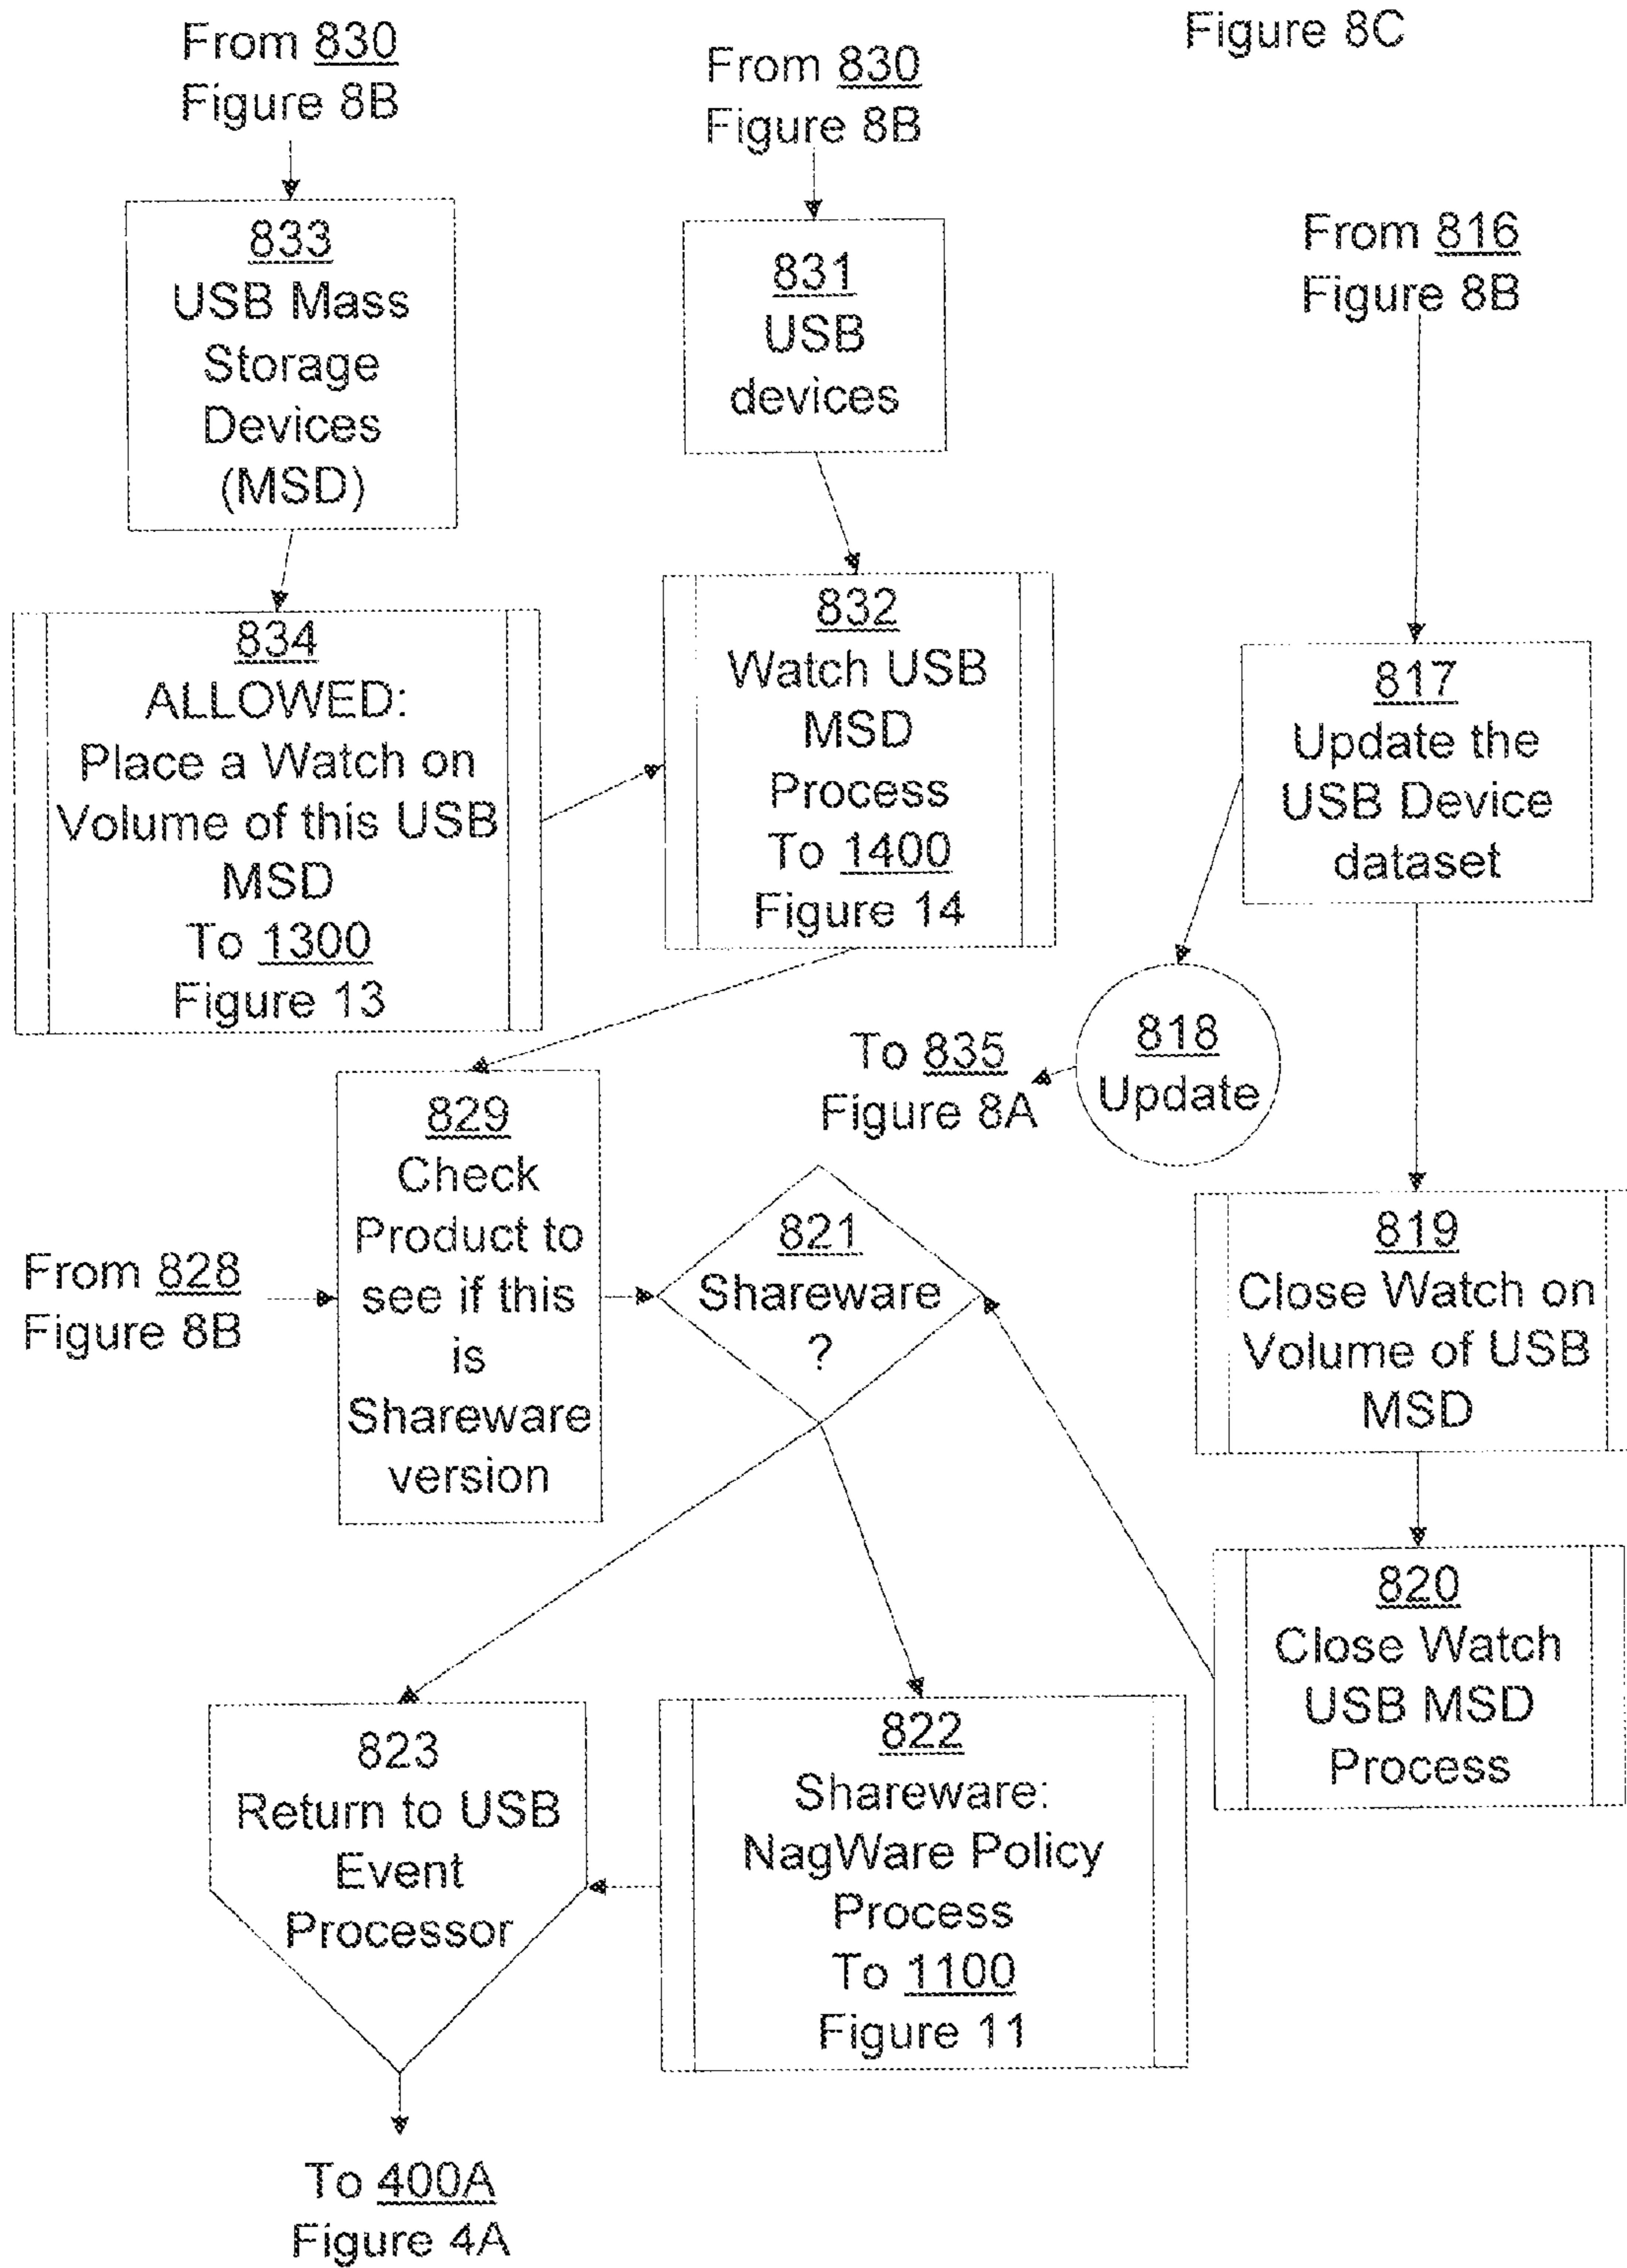 Figure 8C
From 830
Figure 8B
From 830
Figure 8B
From 816
Figure 8B
833
USB Mass
Storage
Devices
(MSD)
831
USB
devices
834
ALLOWED:
Place a Watch on
Volume of this USB
MSD
To 1300
Figure 13
832
Watch USB
MSD
Process
To 1400
Figure 14
817
Update the
USB Device
dataset
818
Update
To 835
Figure 8A
From 828
Figure 8B
829
Check
Product to
see if this
is
Shareware
version
821
Shareware
?
819
Close Watch on
Volume of USB
MSD
820
Close Watch
USB MSD
Process
823
Return to USB
Event
Processor
822
Shareware:
NagWare Policy
Process
To 1100
Figure 11
To 400A
Figure 4A